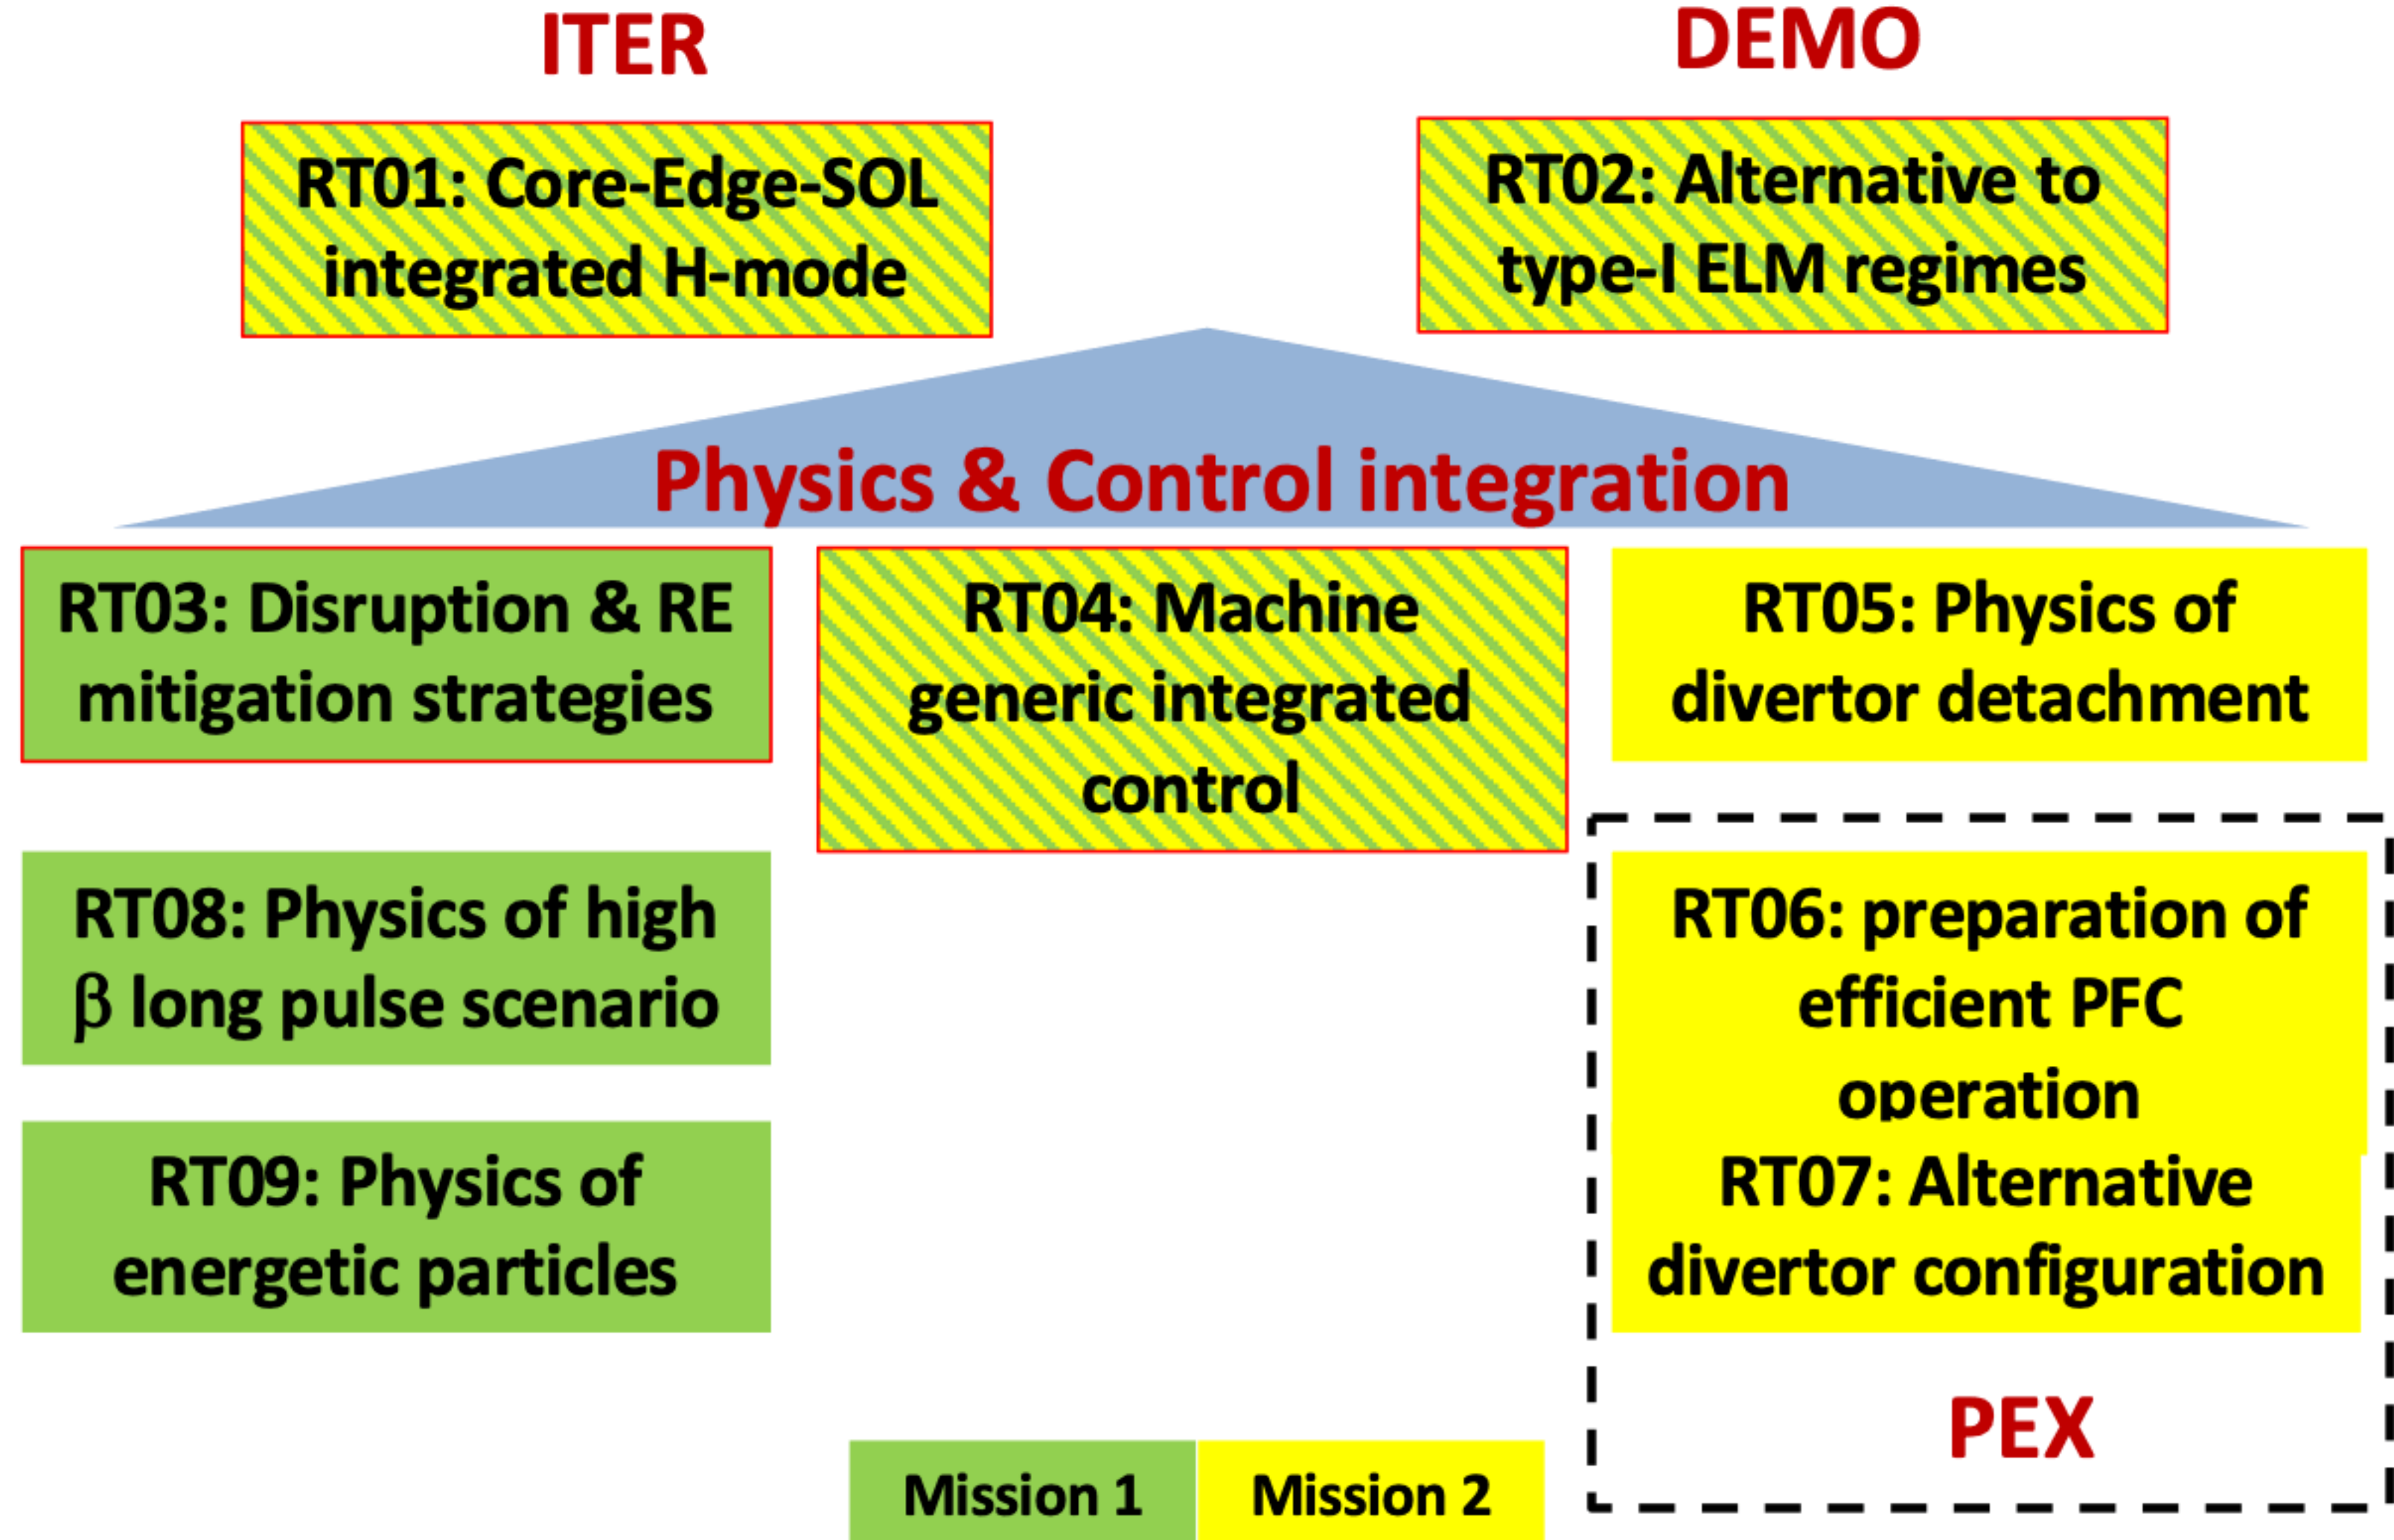 ITER
DEMO
RT01: Core-Edge-SOL
integrated H-mode
RT02: Alternative to
type-I ELM regimes
Physics & Control integration
RT03: Disruption & RE
mitigation strategies
RT04: Machine
generic integrated
control
RT05: Physics of
divertor detachment
RT08: Physics of high
β long pulse scenario
RT06: preparation of
efficient PFC
operation
RT09: Physics of
energetic particles
RT07: Alternative
divertor configuration
PEX
Mission 1
Mission 2